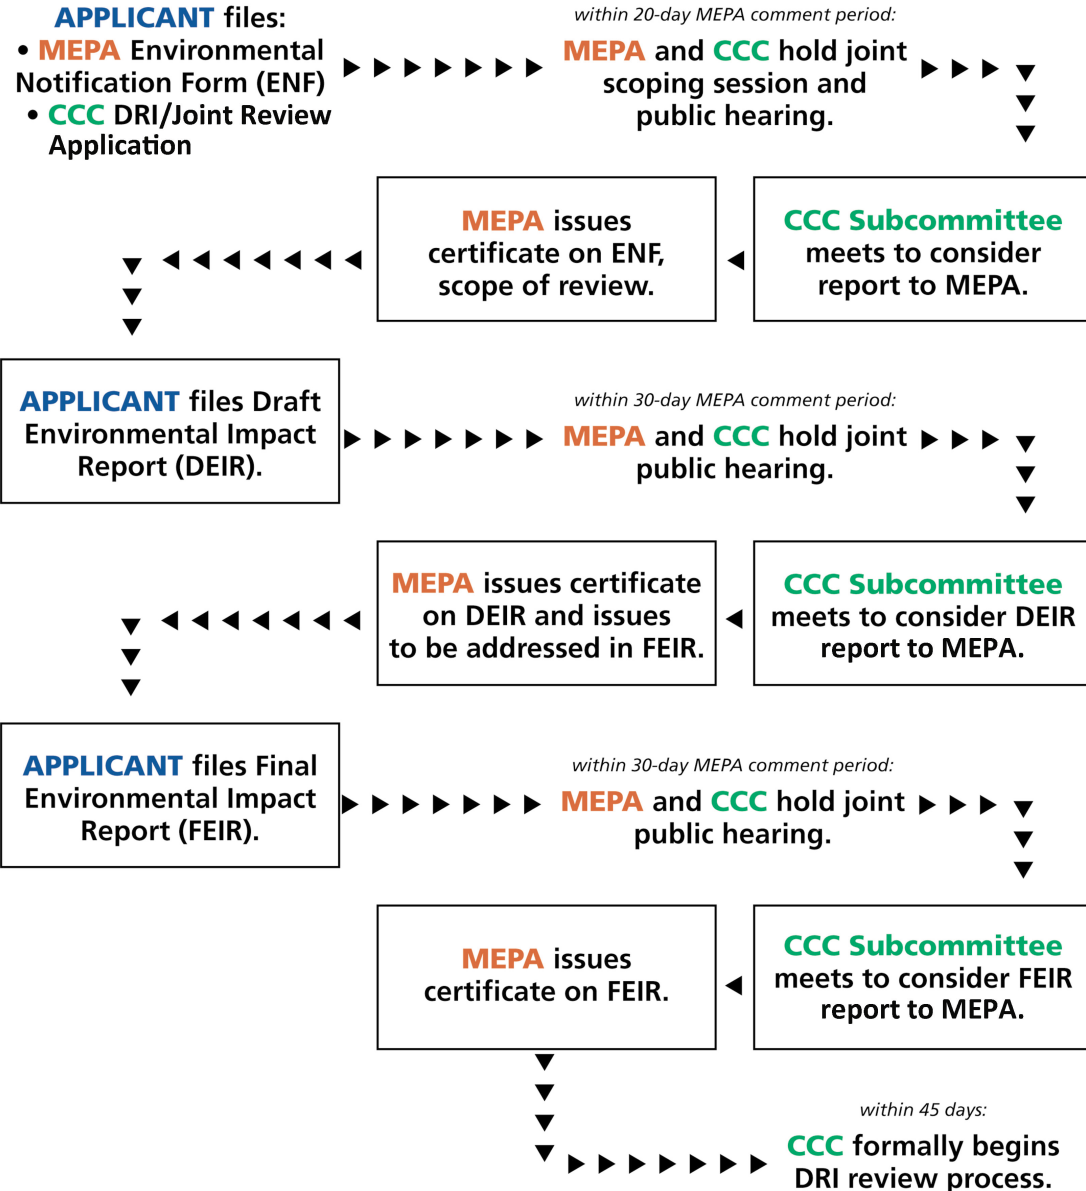 APPLICANT files:
• MEPA Environmental
Notification Form (ENF)
• CCC DRI/Joint Review
Application
within 20-day MEPA comment period:
MEPA and CCC hold joint
scoping session and
public hearing.
CCC Subcommittee
meets to consider
report to MEPA.
MEPA issues
certificate on ENF,
scope of review.
APPLICANT files Draft
Environmental Impact
Report (DEIR).
within 30-day MEPA comment period:
MEPA and CCC hold joint
public hearing.
CCC Subcommittee
meets to consider DEIR
report to MEPA.
MEPA issues certificate
on DEIR and issues
to be addressed in FEIR.
APPLICANT files Final
Environmental Impact
Report (FEIR).
within 30-day MEPA comment period:
MEPA and CCC hold joint
public hearing.
CCC Subcommittee
meets to consider FEIR
report to MEPA.
MEPA issues
certificate on FEIR.
within 45 days:
CCC formally begins
DRI review process.